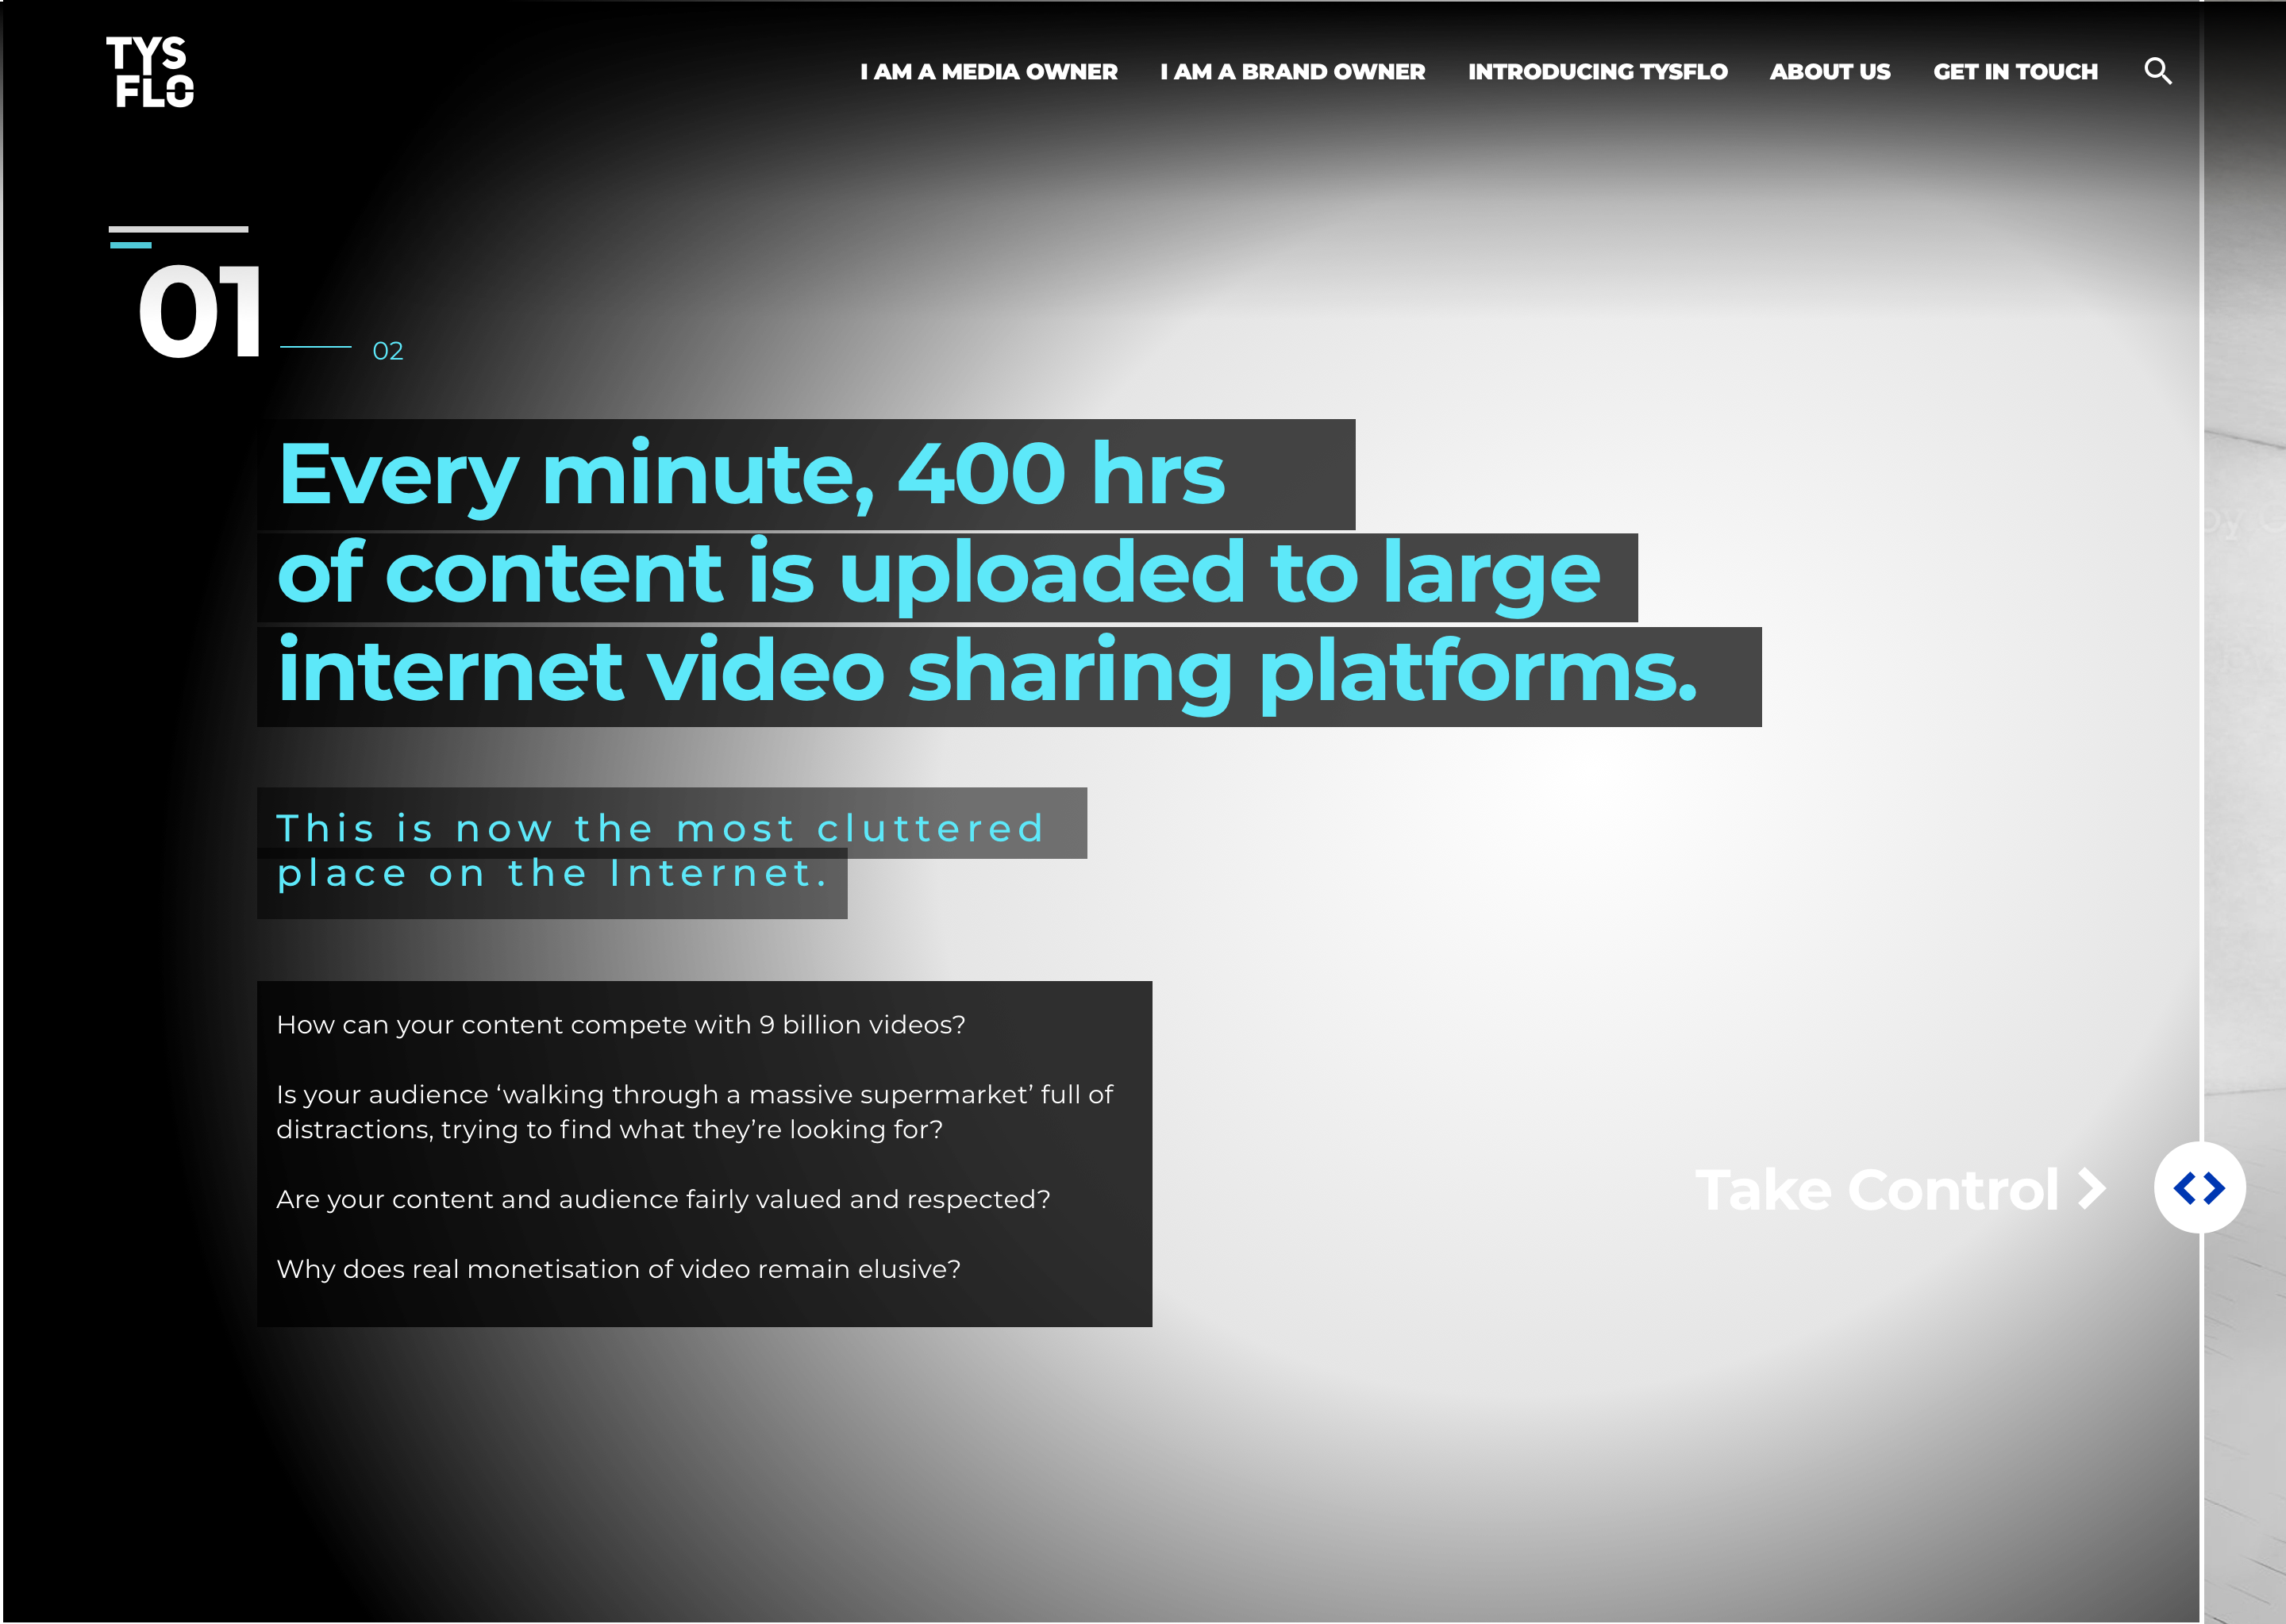 TYS
FLO
I AM A MEDIA OWNER
I AM A BRAND OWNER
INTRODUCING TYSFLO
ABOUT US
GET IN TOUCH
01
02
Every minute, 400 hrs
of content is uploaded to large
internet video sharing platforms.
This is now the most cluttered
place on the Internet.
How can your content compete with 9 billion videos?
Is your audience ‘walking through a massive supermarket’ full of
distractions, trying to find what they’re looking for?
Are your content and audience fairly valued and respected?
Why does real monetisation of video remain elusive?
Take Control